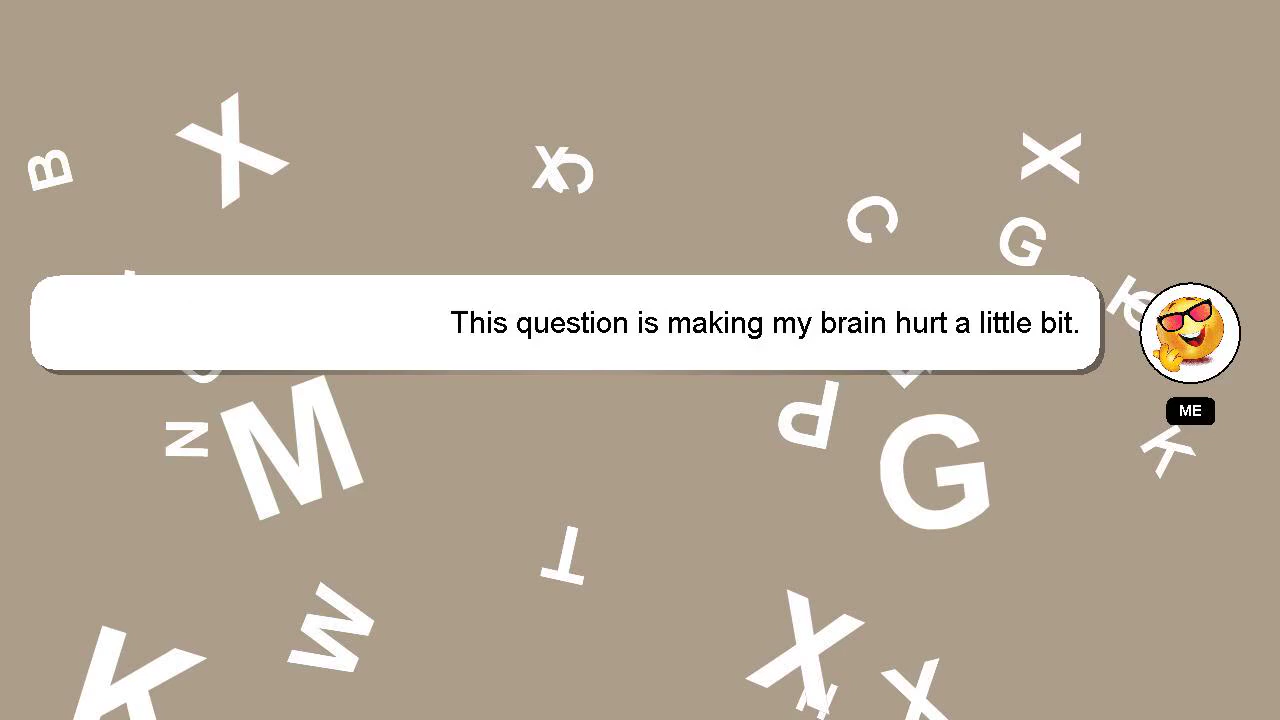 B
X
X
C
C
X
G
K
This question is making my brain hurt a little bit.
ME
N
M
P
G
K
T
W
K
X
X